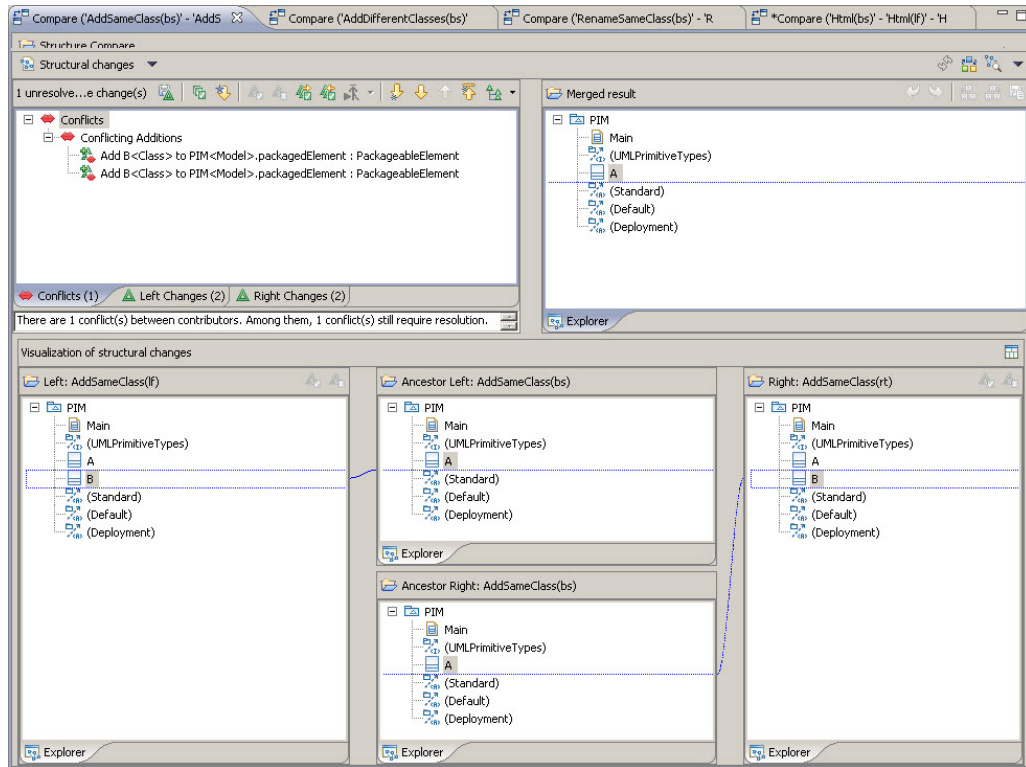 Compare ('AddSameClass(bs)' - 'AddS
Compare ('AddDifferentClasses(bs)'
Compare ('RenameSameClass(bs)' - 'R
*Compare ('Html(bs)' - 'Html(lf)' - 'H
Structure Compare
Structural changes
1 unresolve...e change(s)
Conflicts
Conflicting Additions
Add B<Class> to PIM<Model>.packagedElement : PackageableElement
Add B<Class> to PIM<Model>.packagedElement : PackageableElement
Conflicts (1)
Left Changes (2)
Right Changes (2)
There are 1 conflict(s) between contributors. Among them, 1 conflict(s) still require resolution.
Merged result
PIM
Main
(UMLPrimitiveTypes)
A
(Standard)
(Default)
(Deployment)
Explorer
Visualization of structural changes
Left: AddSameClass(lf)
PIM
Main
(UMLPrimitiveTypes)
A
B
(Standard)
(Default)
(Deployment)
Explorer
Ancestor Left: AddSameClass(bs)
PIM
Main
(UMLPrimitiveTypes)
A
(Standard)
(Default)
(Deployment)
Explorer
Ancestor Right: AddSameClass(bs)
PIM
Main
(UMLPrimitiveTypes)
A
(Standard)
(Default)
(Deployment)
Explorer
Right: AddSameClass(rt)
PIM
Main
(UMLPrimitiveTypes)
A
B
(Standard)
(Default)
(Deployment)
Explorer